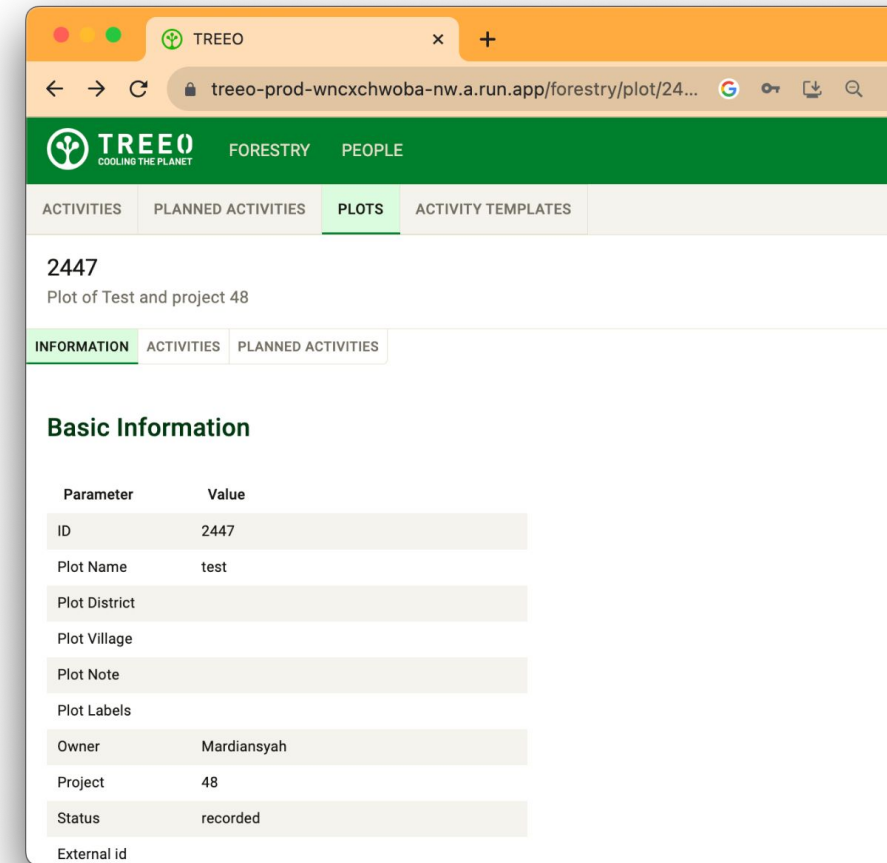 TREEO
treeo-prod-wncxchwoba-nw.a.run.app/forestry/plot/24...
TREEO
COOLING THE PLANET
FORESTRY PEOPLE
ACTIVITIES PLANNED ACTIVITIES PLOTS ACTIVITY TEMPLATES
2447
Plot of Test and project 48
INFORMATION ACTIVITIES PLANNED ACTIVITIES
Basic Information
Parameter Value
ID 2447
Plot Name test
Plot District
Plot Village
Plot Note
Plot Labels
Owner Mardiansyah
Project 48
Status recorded
External id